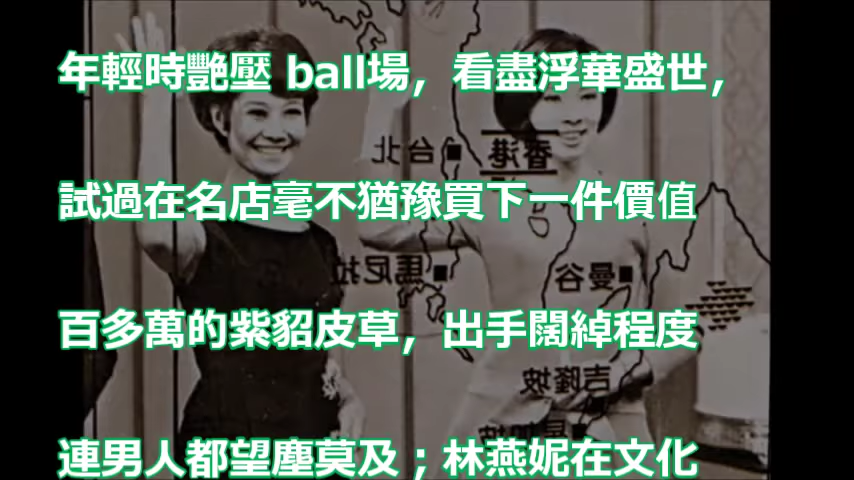 年輕時艷壓 ball場，看盡浮華盛世，
台北
香港
試過在名店毫不猶豫買下一件價值
馬尼拉
曼谷
百多萬的紫貂皮草，出手闊綽程度
吉隆坡
連男人都望塵莫及；林燕妮在文化